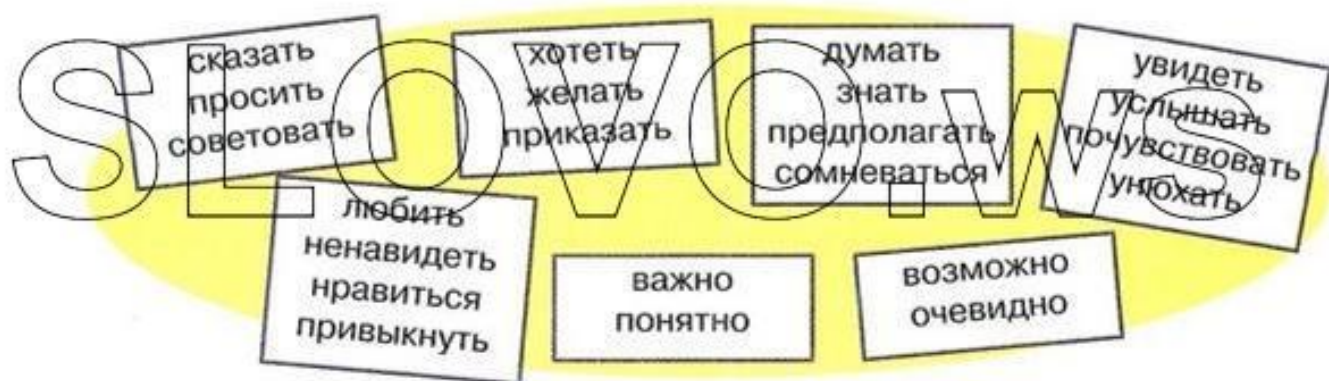 сказать
просить
советовать
хотеть
желать
приказать
думать
знать
предполагать
сомневаться
увидеть
услышать
почувствовать
унюхать
любить
ненавидеть
нравиться
привыкнуть
важно
понятно
возможно
очевидно
SLOVO.WS